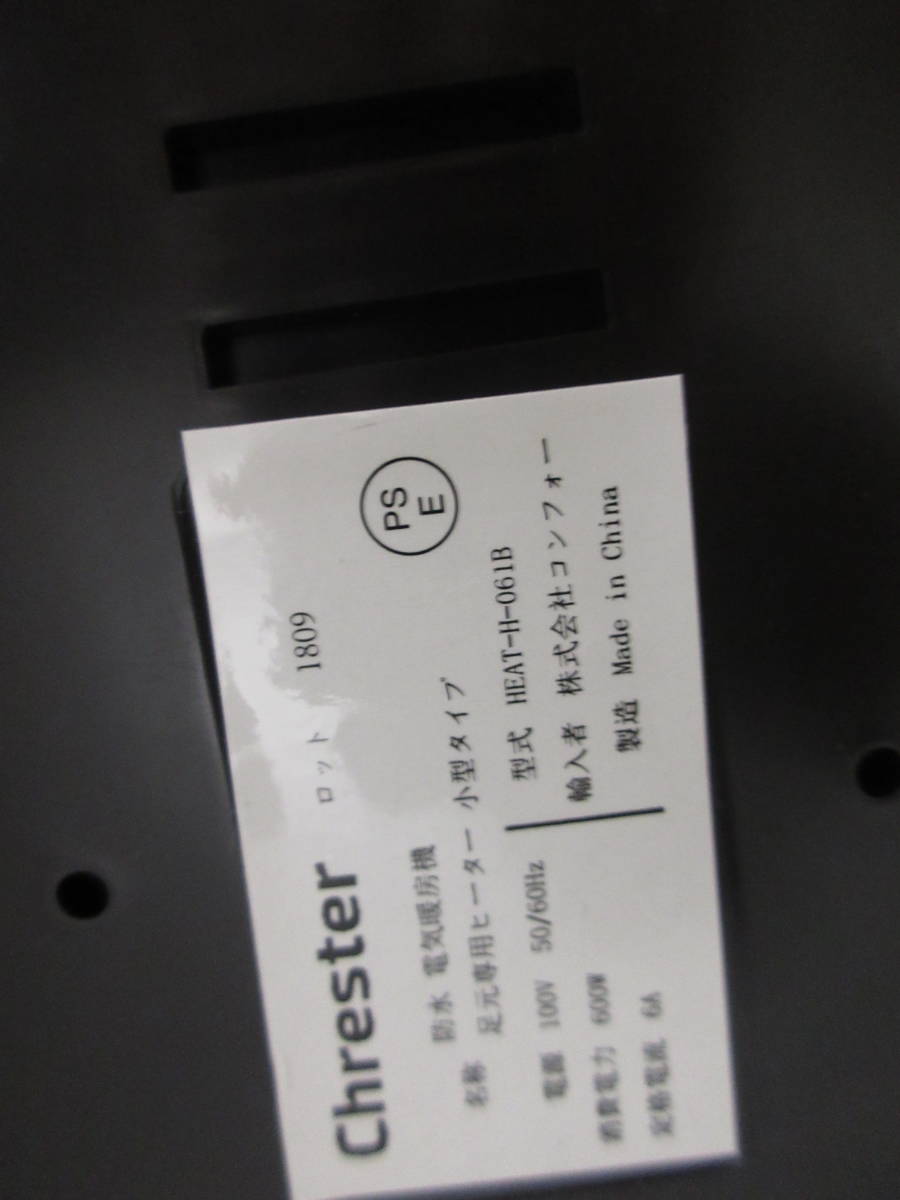 Chrester ロット 1809
PS
E
名称 防水 電気暖房機
足元専用ヒーター 小型タイプ
電源 100V 50/60Hz
消費電力 600W
定格電流 6A
型式 HEAT-H-061B
輸入者 株式会社コンフォー
製造 Made in China